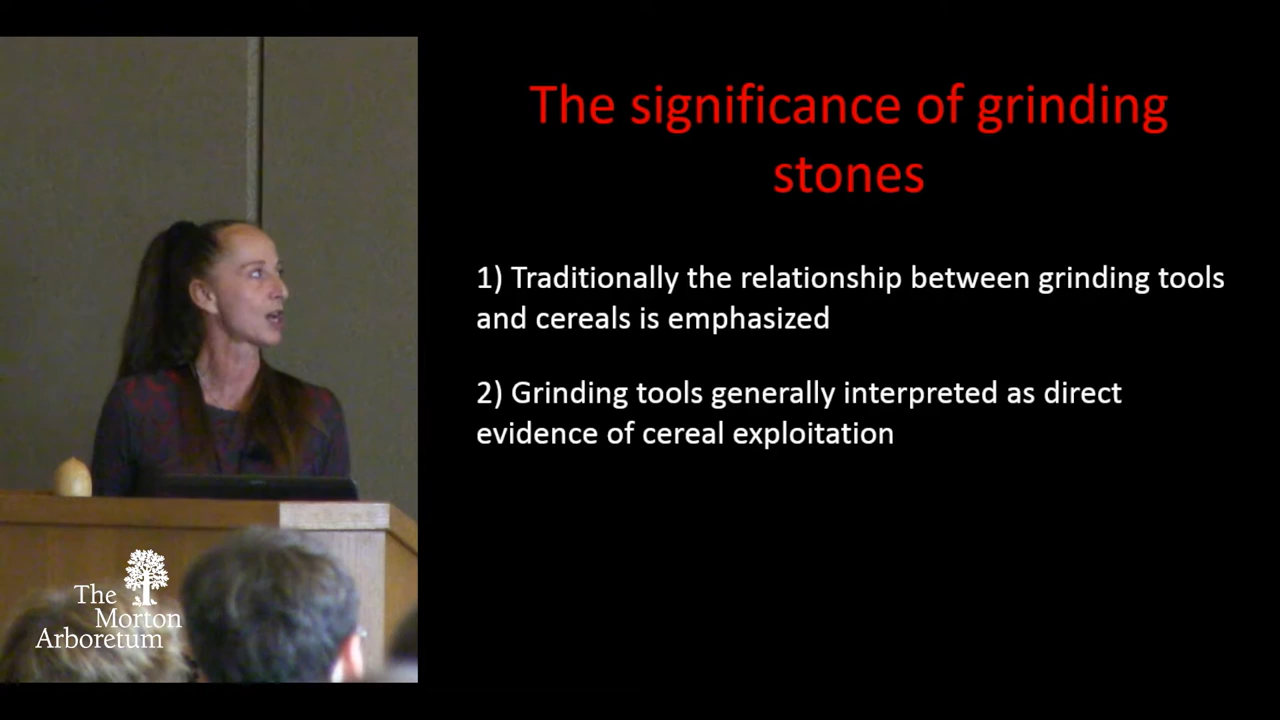 The significance of grinding
stones
1) Traditionally the relationship between grinding tools
and cereals is emphasized
2) Grinding tools generally interpreted as direct
evidence of cereal exploitation
The
Morton
Arboretum